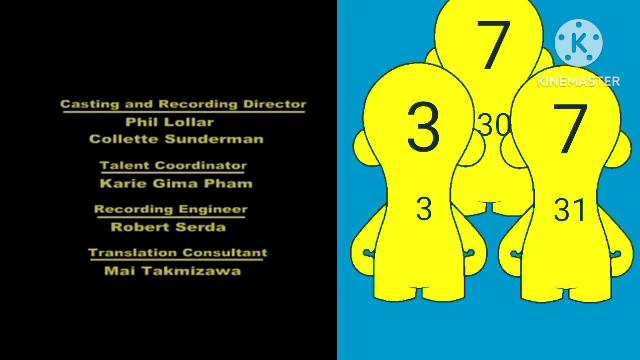 Casting and Recording Director
Phil Lollar
Collette Sunderman
Talent Coordinator
Karie Gima Pham
Recording Engineer
Robert Serda
Translation Consultant
Mai Takmizawa
7
30
3
3
7
31
K
KINEMASTER